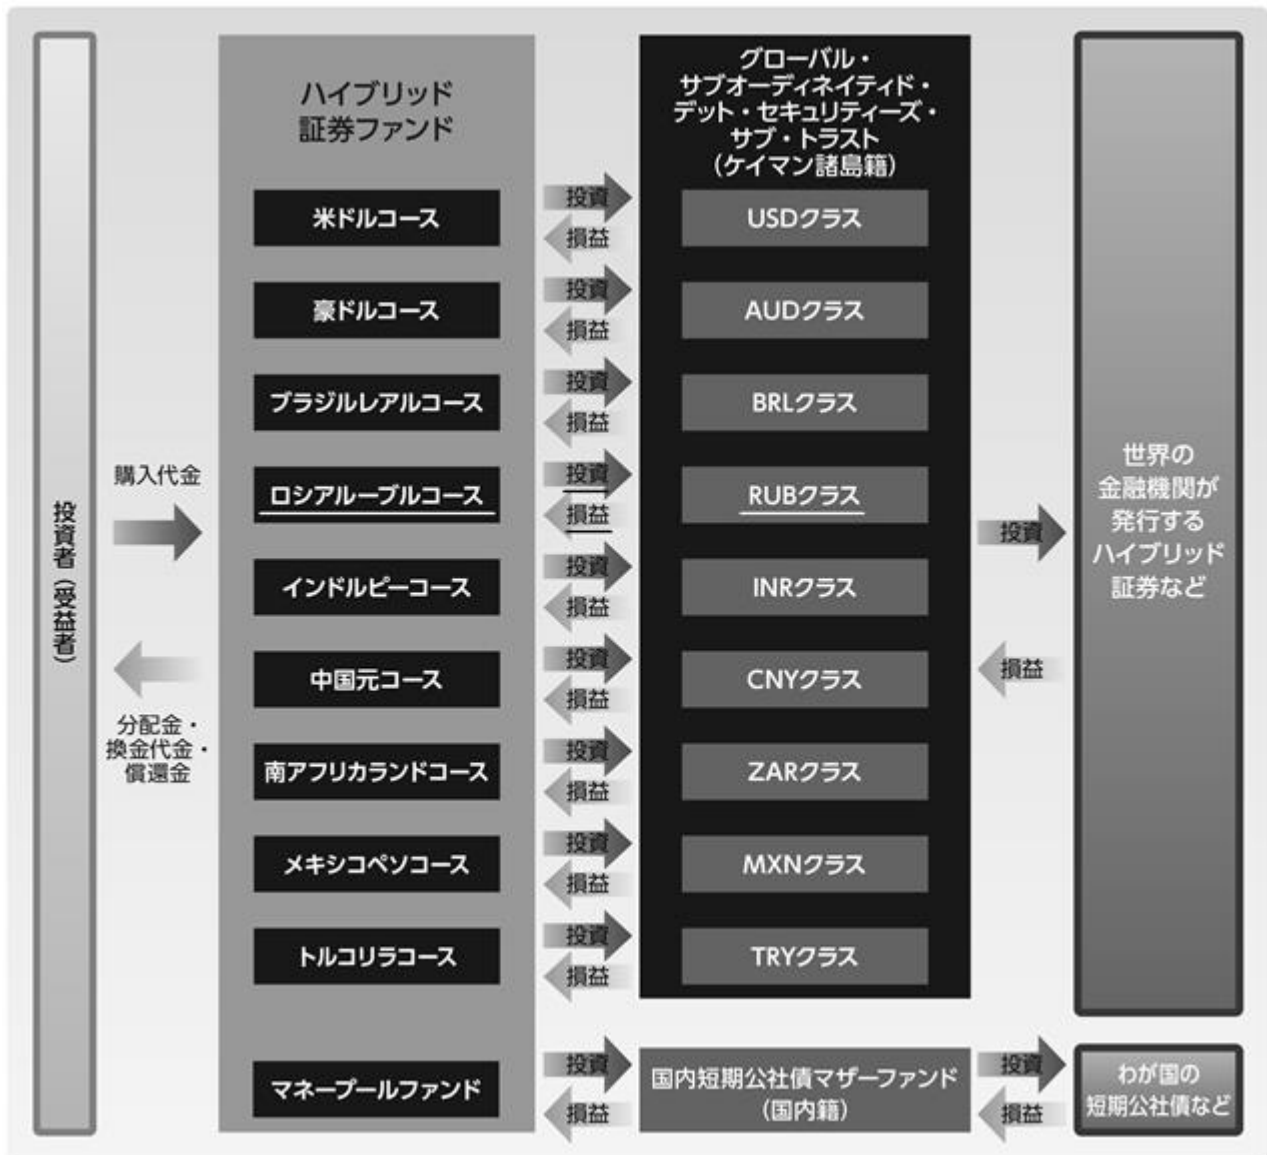 投資者（受益者）
購入代金
分配金・
換金代金・
償還金
ハイブリッド
証券ファンド
グローバル・
サブオーディネイティド・
デット・セキュリティーズ・
サブ・トラスト
（ケイマン諸島籍）
米ドルコース
投資
損益
USDクラス
豪ドルコース
投資
損益
AUDクラス
ブラジルレアルコース
投資
損益
BRLクラス
ロシアルーブルコース
投資
損益
RUBクラス
インドルピーコース
投資
損益
INRクラス
中国元コース
投資
損益
CNYクラス
南アフリカランドコース
投資
損益
ZARクラス
メキシコペソコース
投資
損益
MXNクラス
トルコリラコース
投資
損益
TRYクラス
投資
損益
世界の
金融機関が
発行する
ハイブリッド
証券など
マネープールファンド
投資
損益
国内短期公社債マザーファンド
（国内籍）
投資
損益
わが国の
短期公社債など